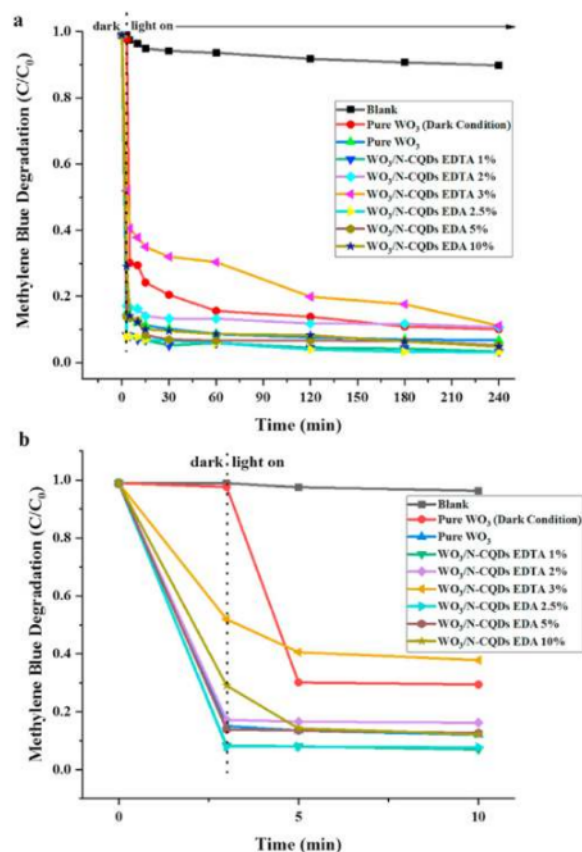 a
dark light on
Methylene Blue Degradation (C/C₀)
1.0
0.8
0.6
0.4
0.2
0.0
Blank
Pure WO₃ (Dark Condition)
Pure WO₃
WO₃/N-CQDs EDTA 1%
WO₃/N-CQDs EDTA 2%
WO₃/N-CQDs EDTA 3%
WO₃/N-CQDs EDA 2.5%
WO₃/N-CQDs EDA 5%
WO₃/N-CQDs EDA 10%
0 30 60 90 120 150 180 210 240
Time (min)
b
dark light on
Methylene Blue Degradation (C/C₀)
1.0
0.8
0.6
0.4
0.2
0.0
Blank
Pure WO₃ (Dark Condition)
Pure WO₃
WO₃/N-CQDs EDTA 1%
WO₃/N-CQDs EDTA 2%
WO₃/N-CQDs EDTA 3%
WO₃/N-CQDs EDA 2.5%
WO₃/N-CQDs EDA 5%
WO₃/N-CQDs EDA 10%
0 5 10
Time (min)